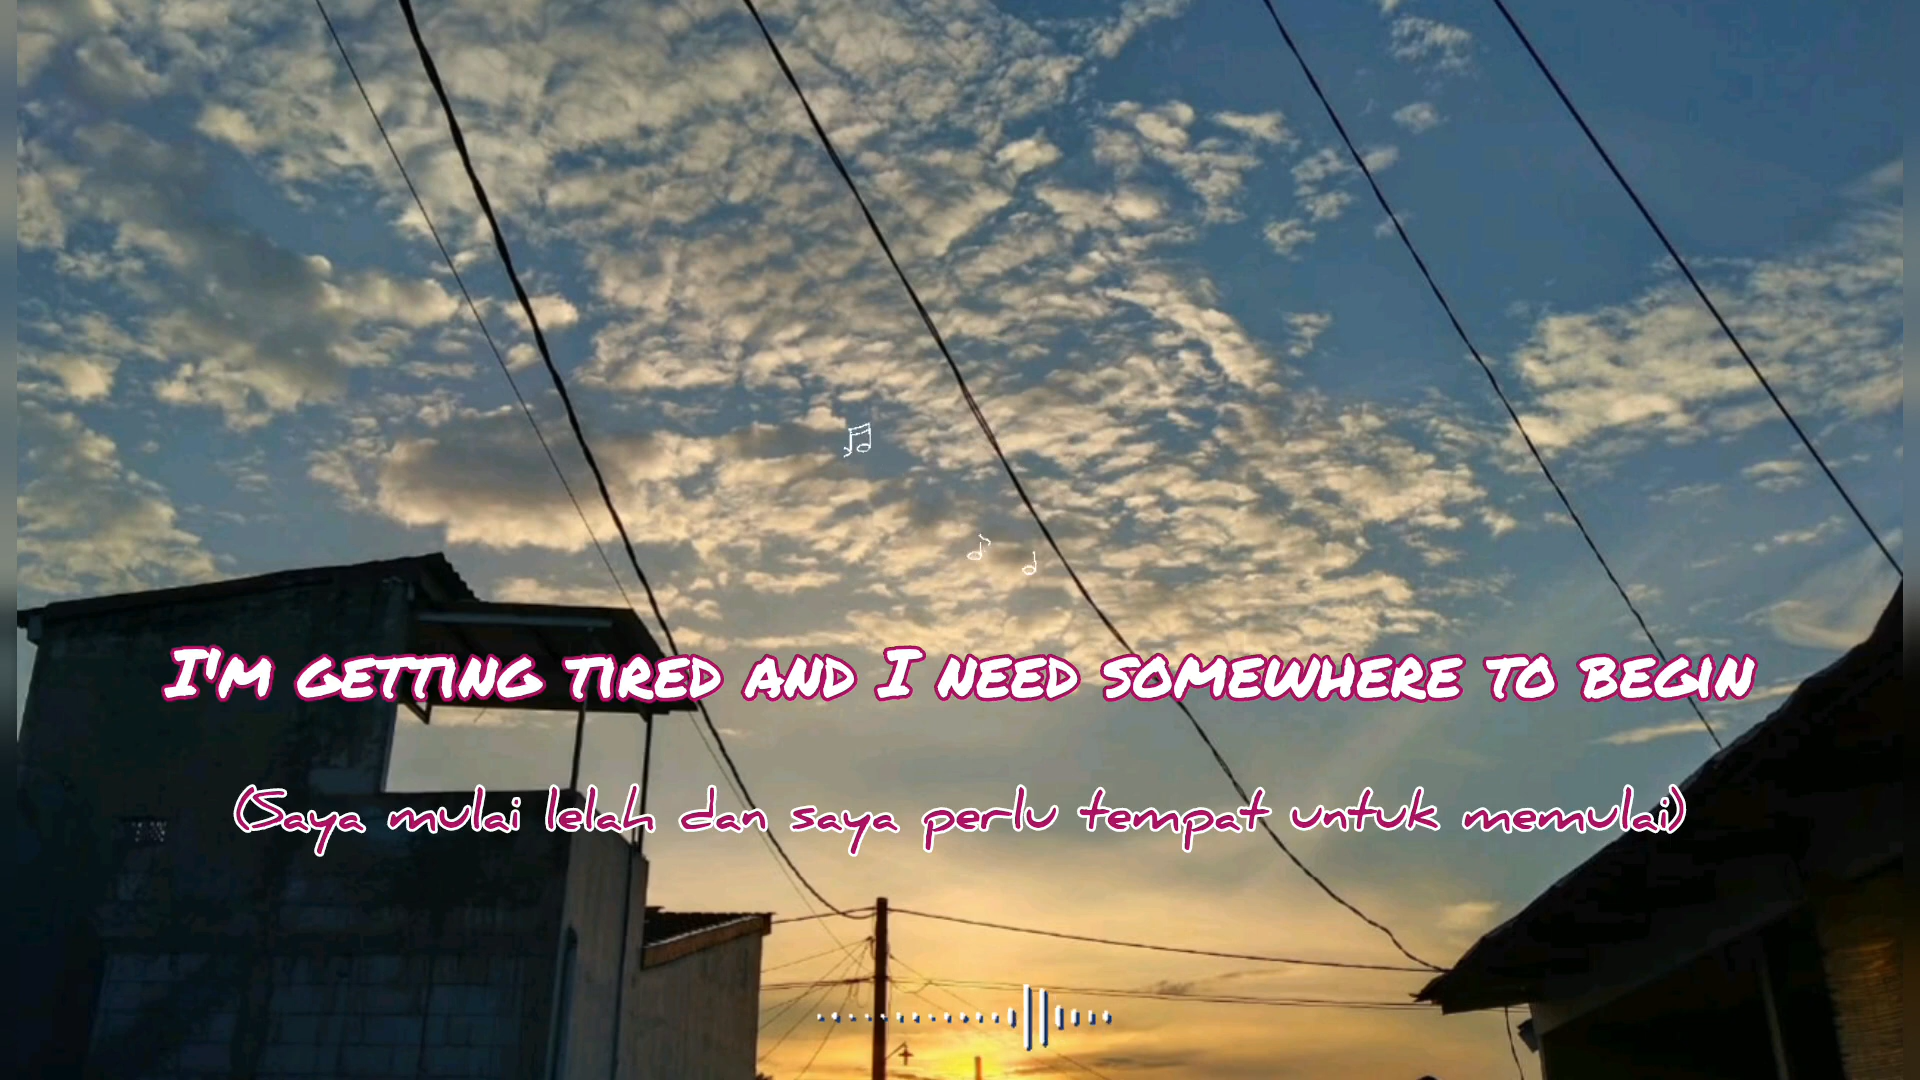 I'm getting tired and I need somewhere to begin
(Saya mulai lelah dan saya perlu tempat untuk memulai)